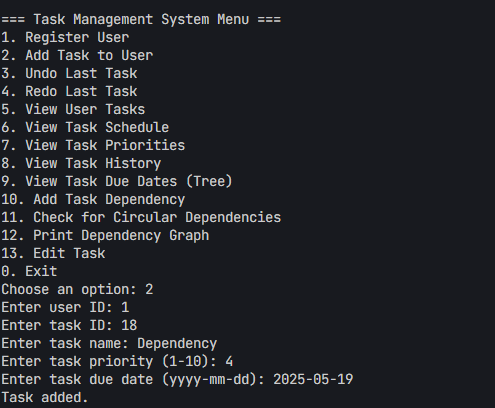 === Task Management System Menu ===
1. Register User
2. Add Task to User
3. Undo Last Task
4. Redo Last Task
5. View User Tasks
6. View Task Schedule
7. View Task Priorities
8. View Task History
9. View Task Due Dates (Tree)
10. Add Task Dependency
11. Check for Circular Dependencies
12. Print Dependency Graph
13. Edit Task
0. Exit
Choose an option: 2
Enter user ID: 1
Enter task ID: 18
Enter task name: Dependency
Enter task priority (1-10): 4
Enter task due date (yyyy-mm-dd): 2025-05-19
Task added.